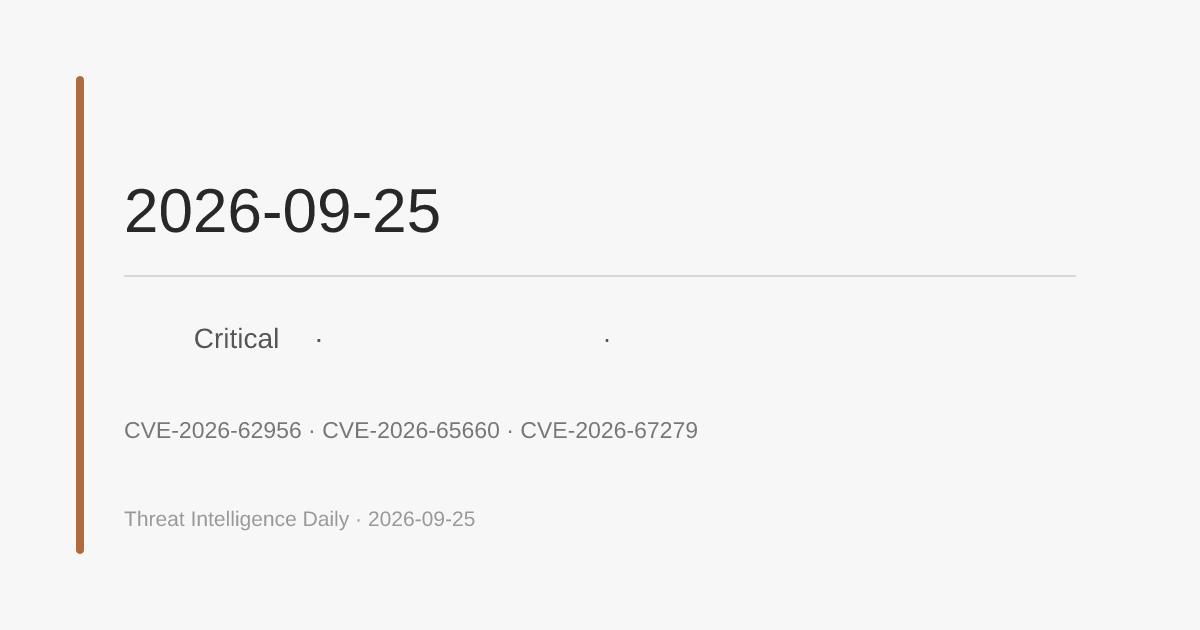 2026-09-25
Critical · ·
CVE-2026-62956 · CVE-2026-65660 · CVE-2026-67279
Threat Intelligence Daily · 2026-09-25